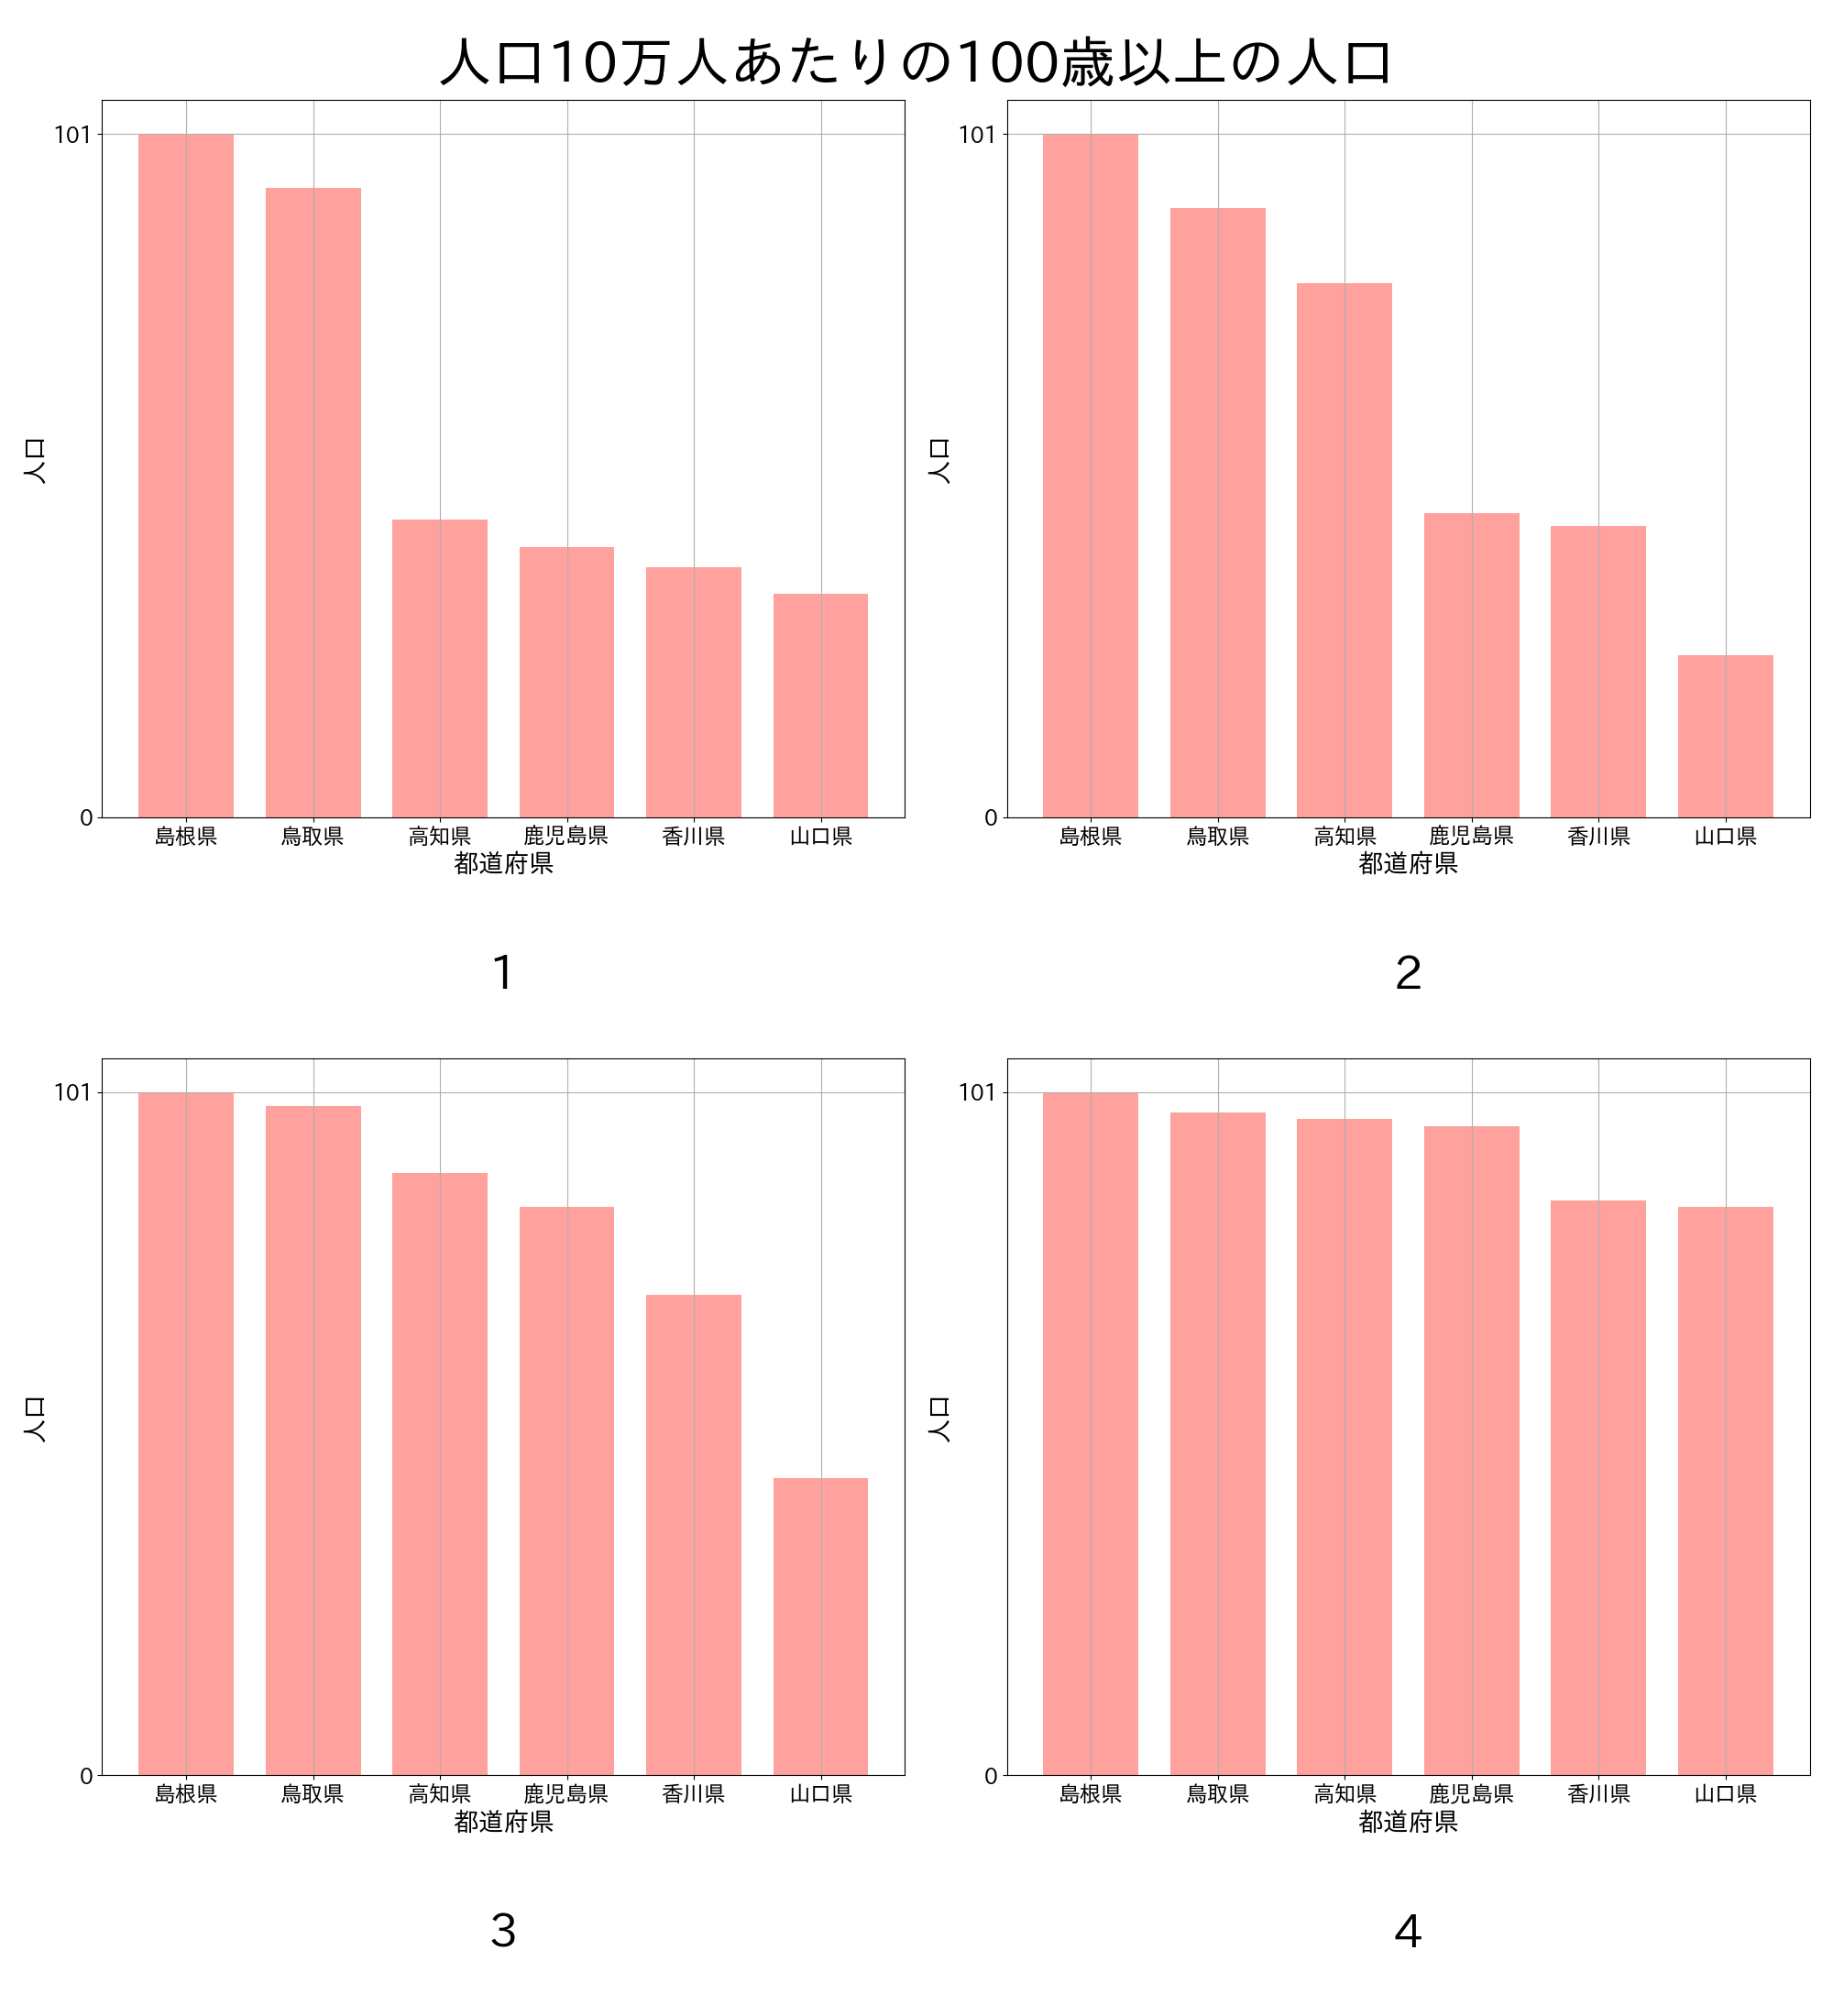 人口10万人あたりの100歳以上の人口
101
0
人口
島根県 鳥取県 高知県 鹿児島県 香川県 山口県
都道府県
1
101
0
人口
島根県 鳥取県 高知県 鹿児島県 香川県 山口県
都道府県
2
101
0
人口
島根県 鳥取県 高知県 鹿児島県 香川県 山口県
都道府県
3
101
0
人口
島根県 鳥取県 高知県 鹿児島県 香川県 山口県
都道府県
4